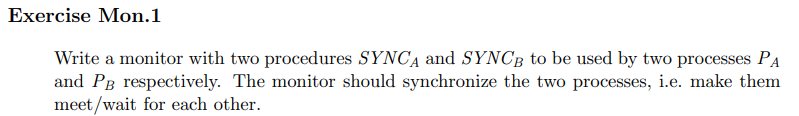 Exercise Mon.1
Write a monitor with two procedures SYNC_A and SYNC_B to be used by two processes P_A
and P_B respectively. The monitor should synchronize the two processes, i.e. make them
meet/wait for each other.